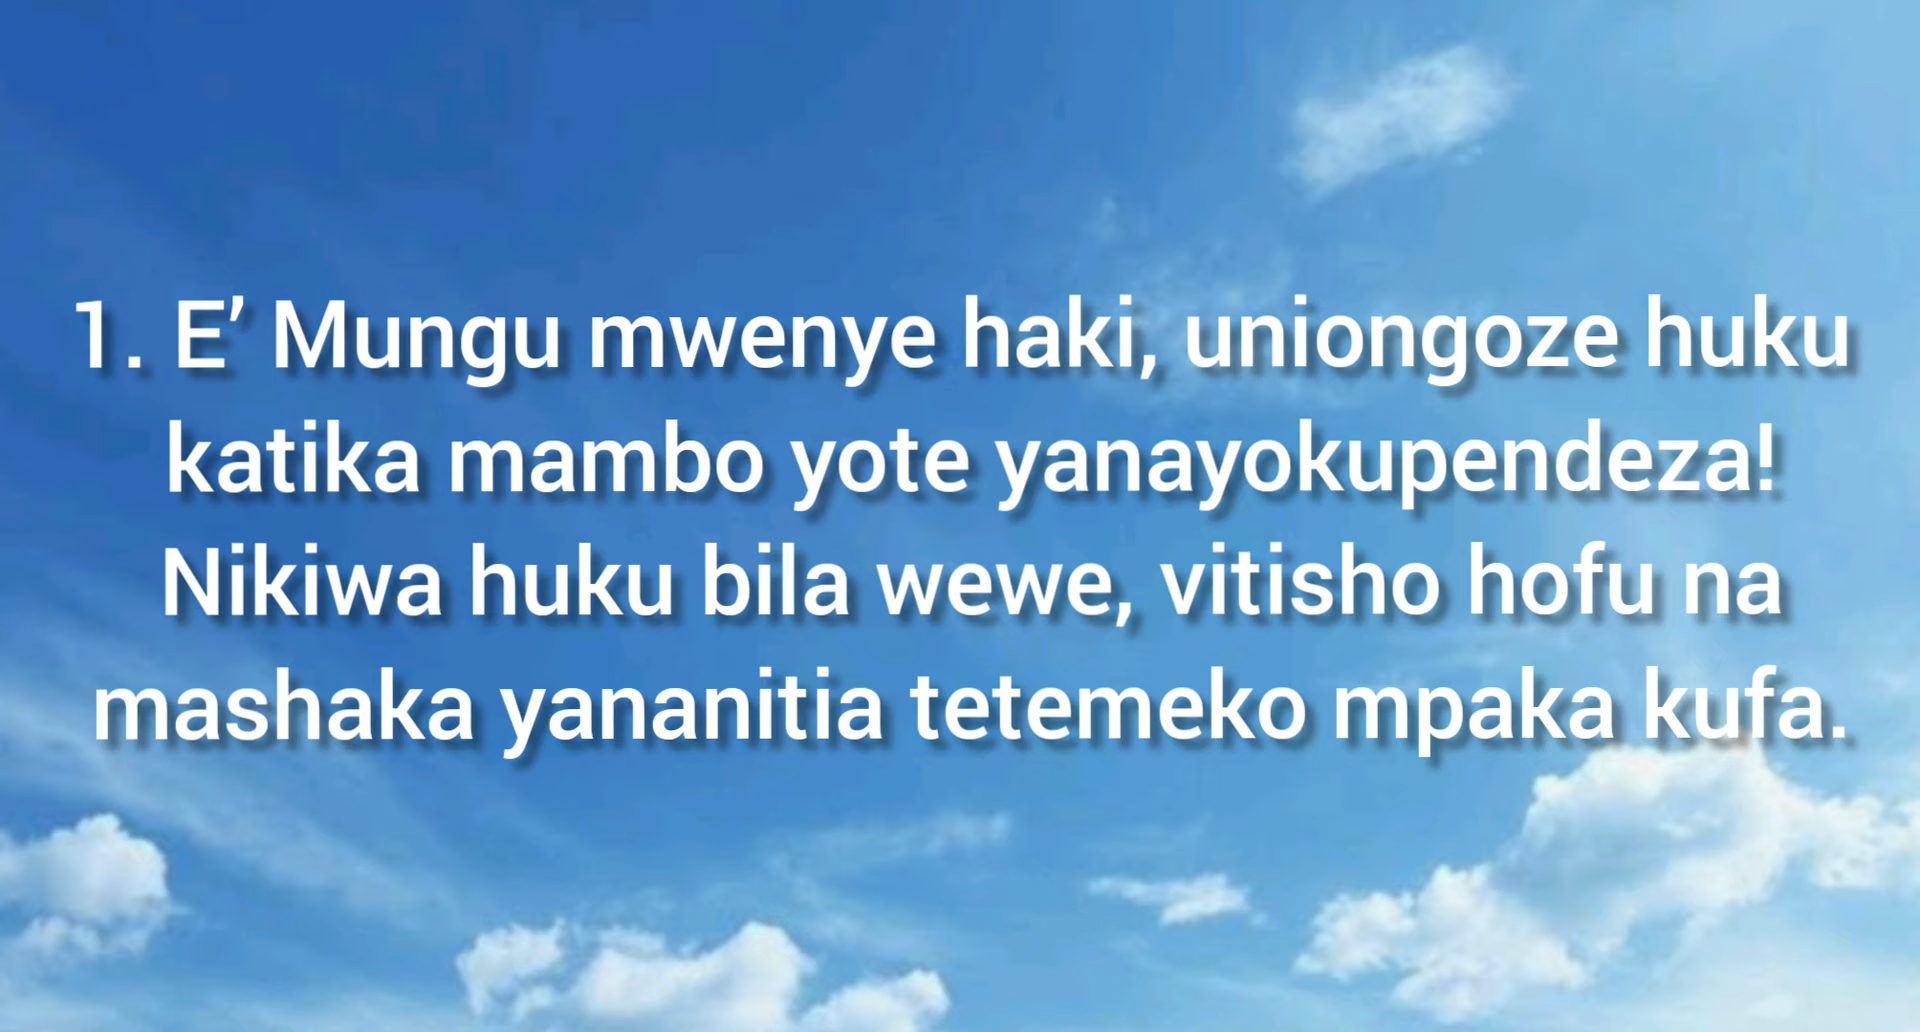 1. E’ Mungu mwenye haki, uniongoze huku
katika mambo yote yanayokupendeza!
Nikiwa huku bila wewe, vitisho hofu na
mashaka yananitia tetemeko mpaka kufa.